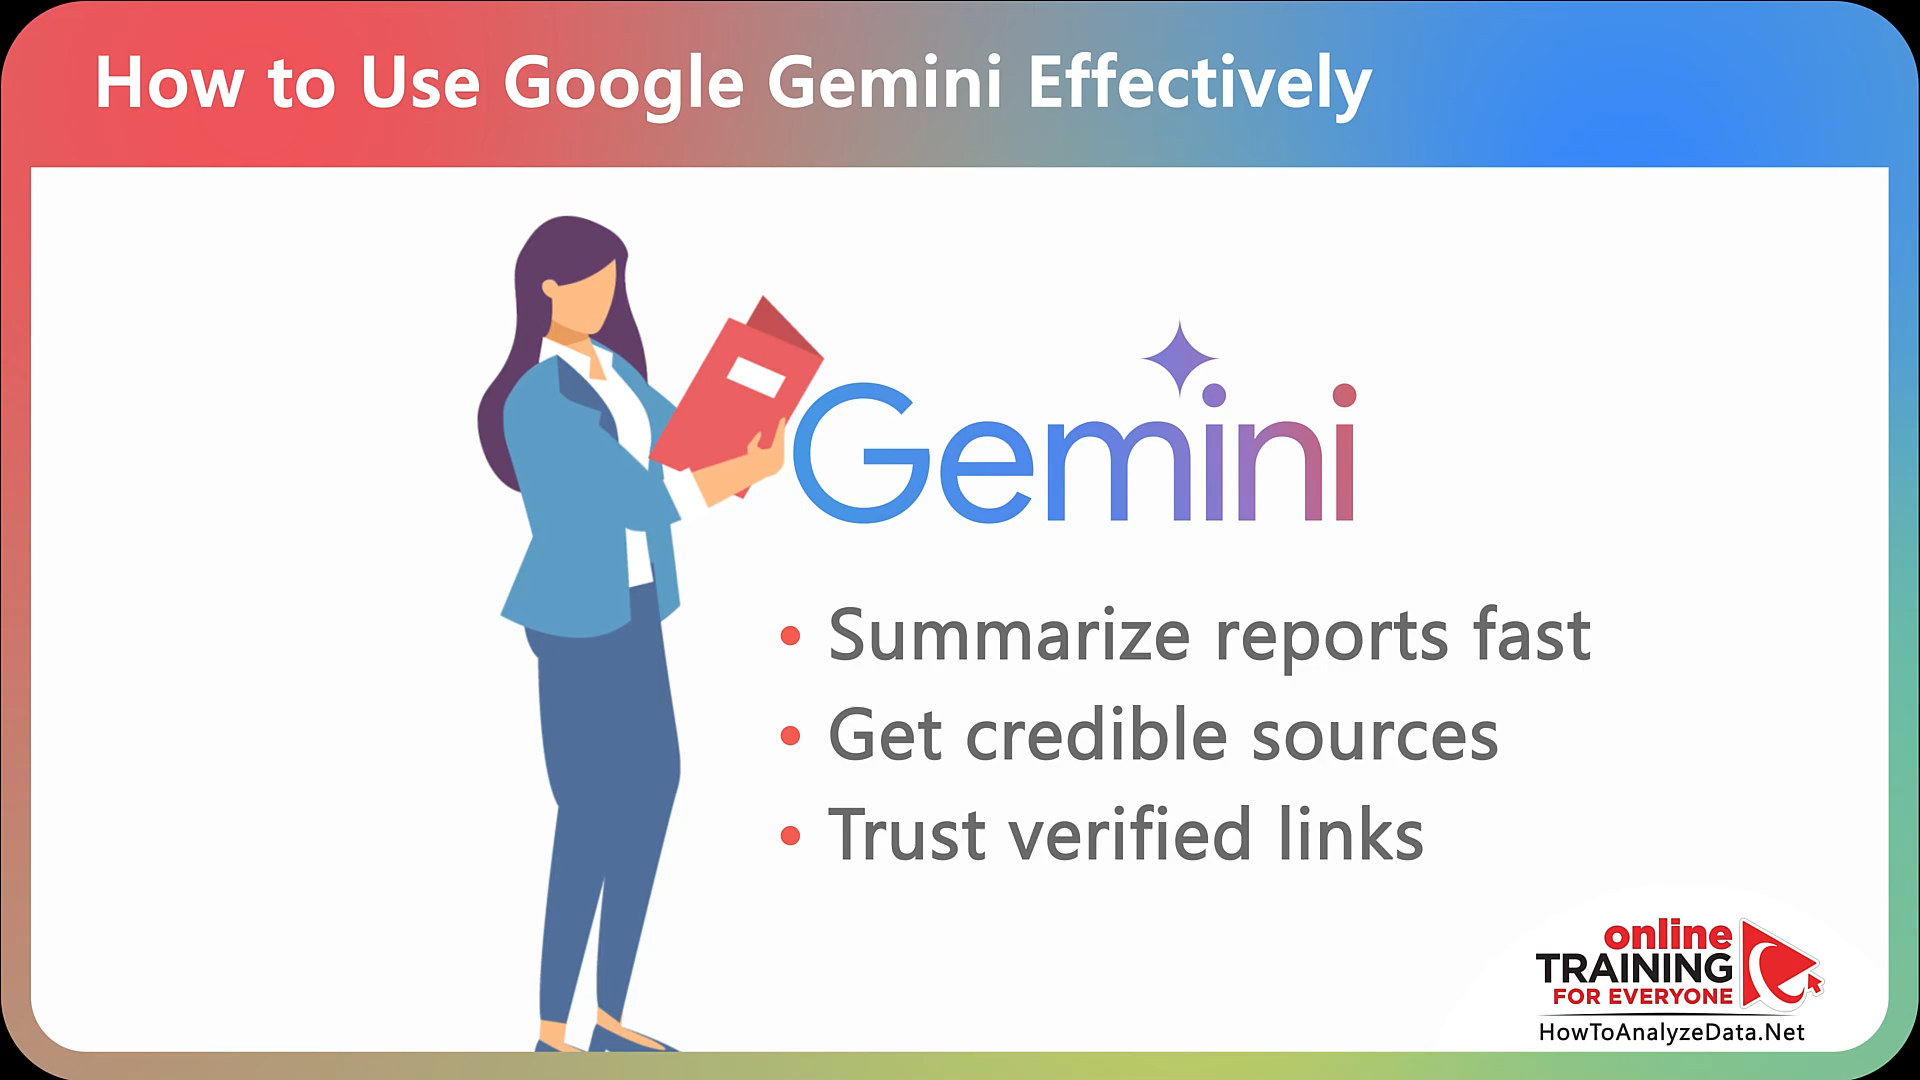 How to Use Google Gemini Effectively
Gemini
• Summarize reports fast
• Get credible sources
• Trust verified links
online
TRAINING
FOR EVERYONE
HowToAnalyzeData.Net